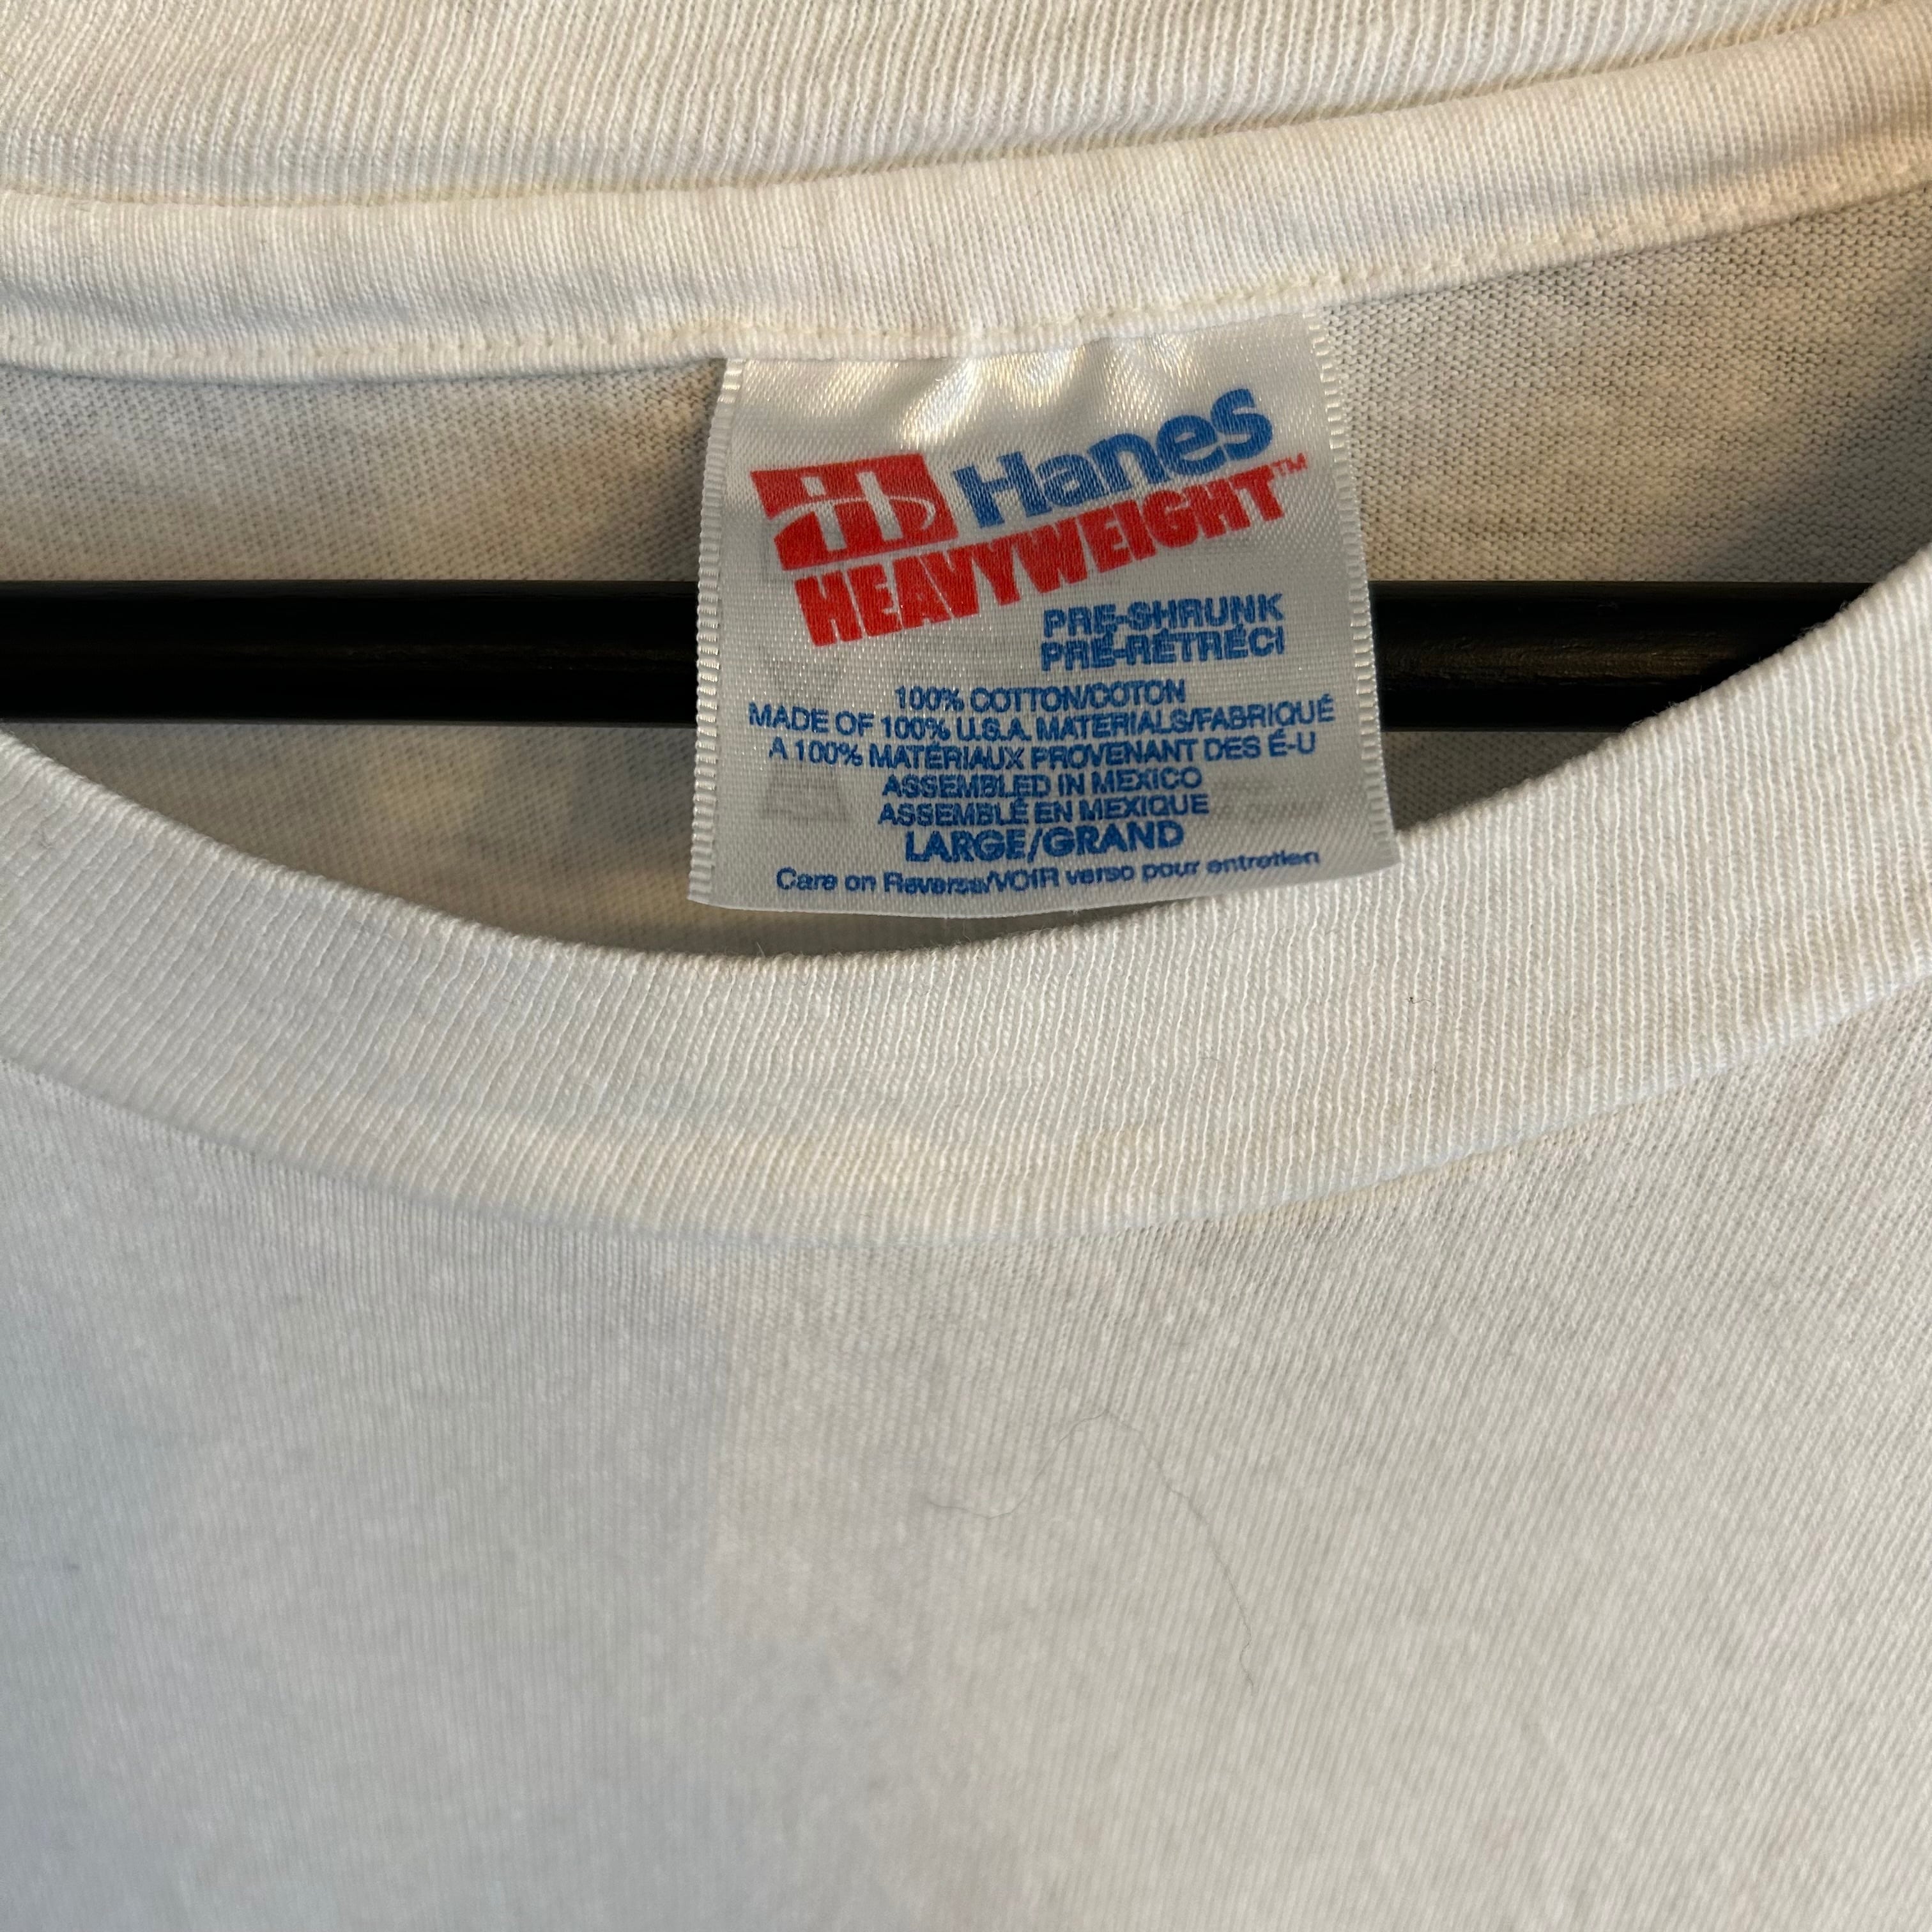 Hanes
HEAVYWEIGHT™
PRE-SHRUNK
PRÉ-RÉTRÉCI
100% COTTON/COTON
MADE OF 100% U.S.A. MATERIALS/FABRIQUÉ
A 100% MATÉRIAUX PROVENANT DES É-U
ASSEMBLED IN MEXICO
ASSEMBLÉ EN MEXIQUE
LARGE/GRAND
Care on Reverse/VOIR verso pour entretien